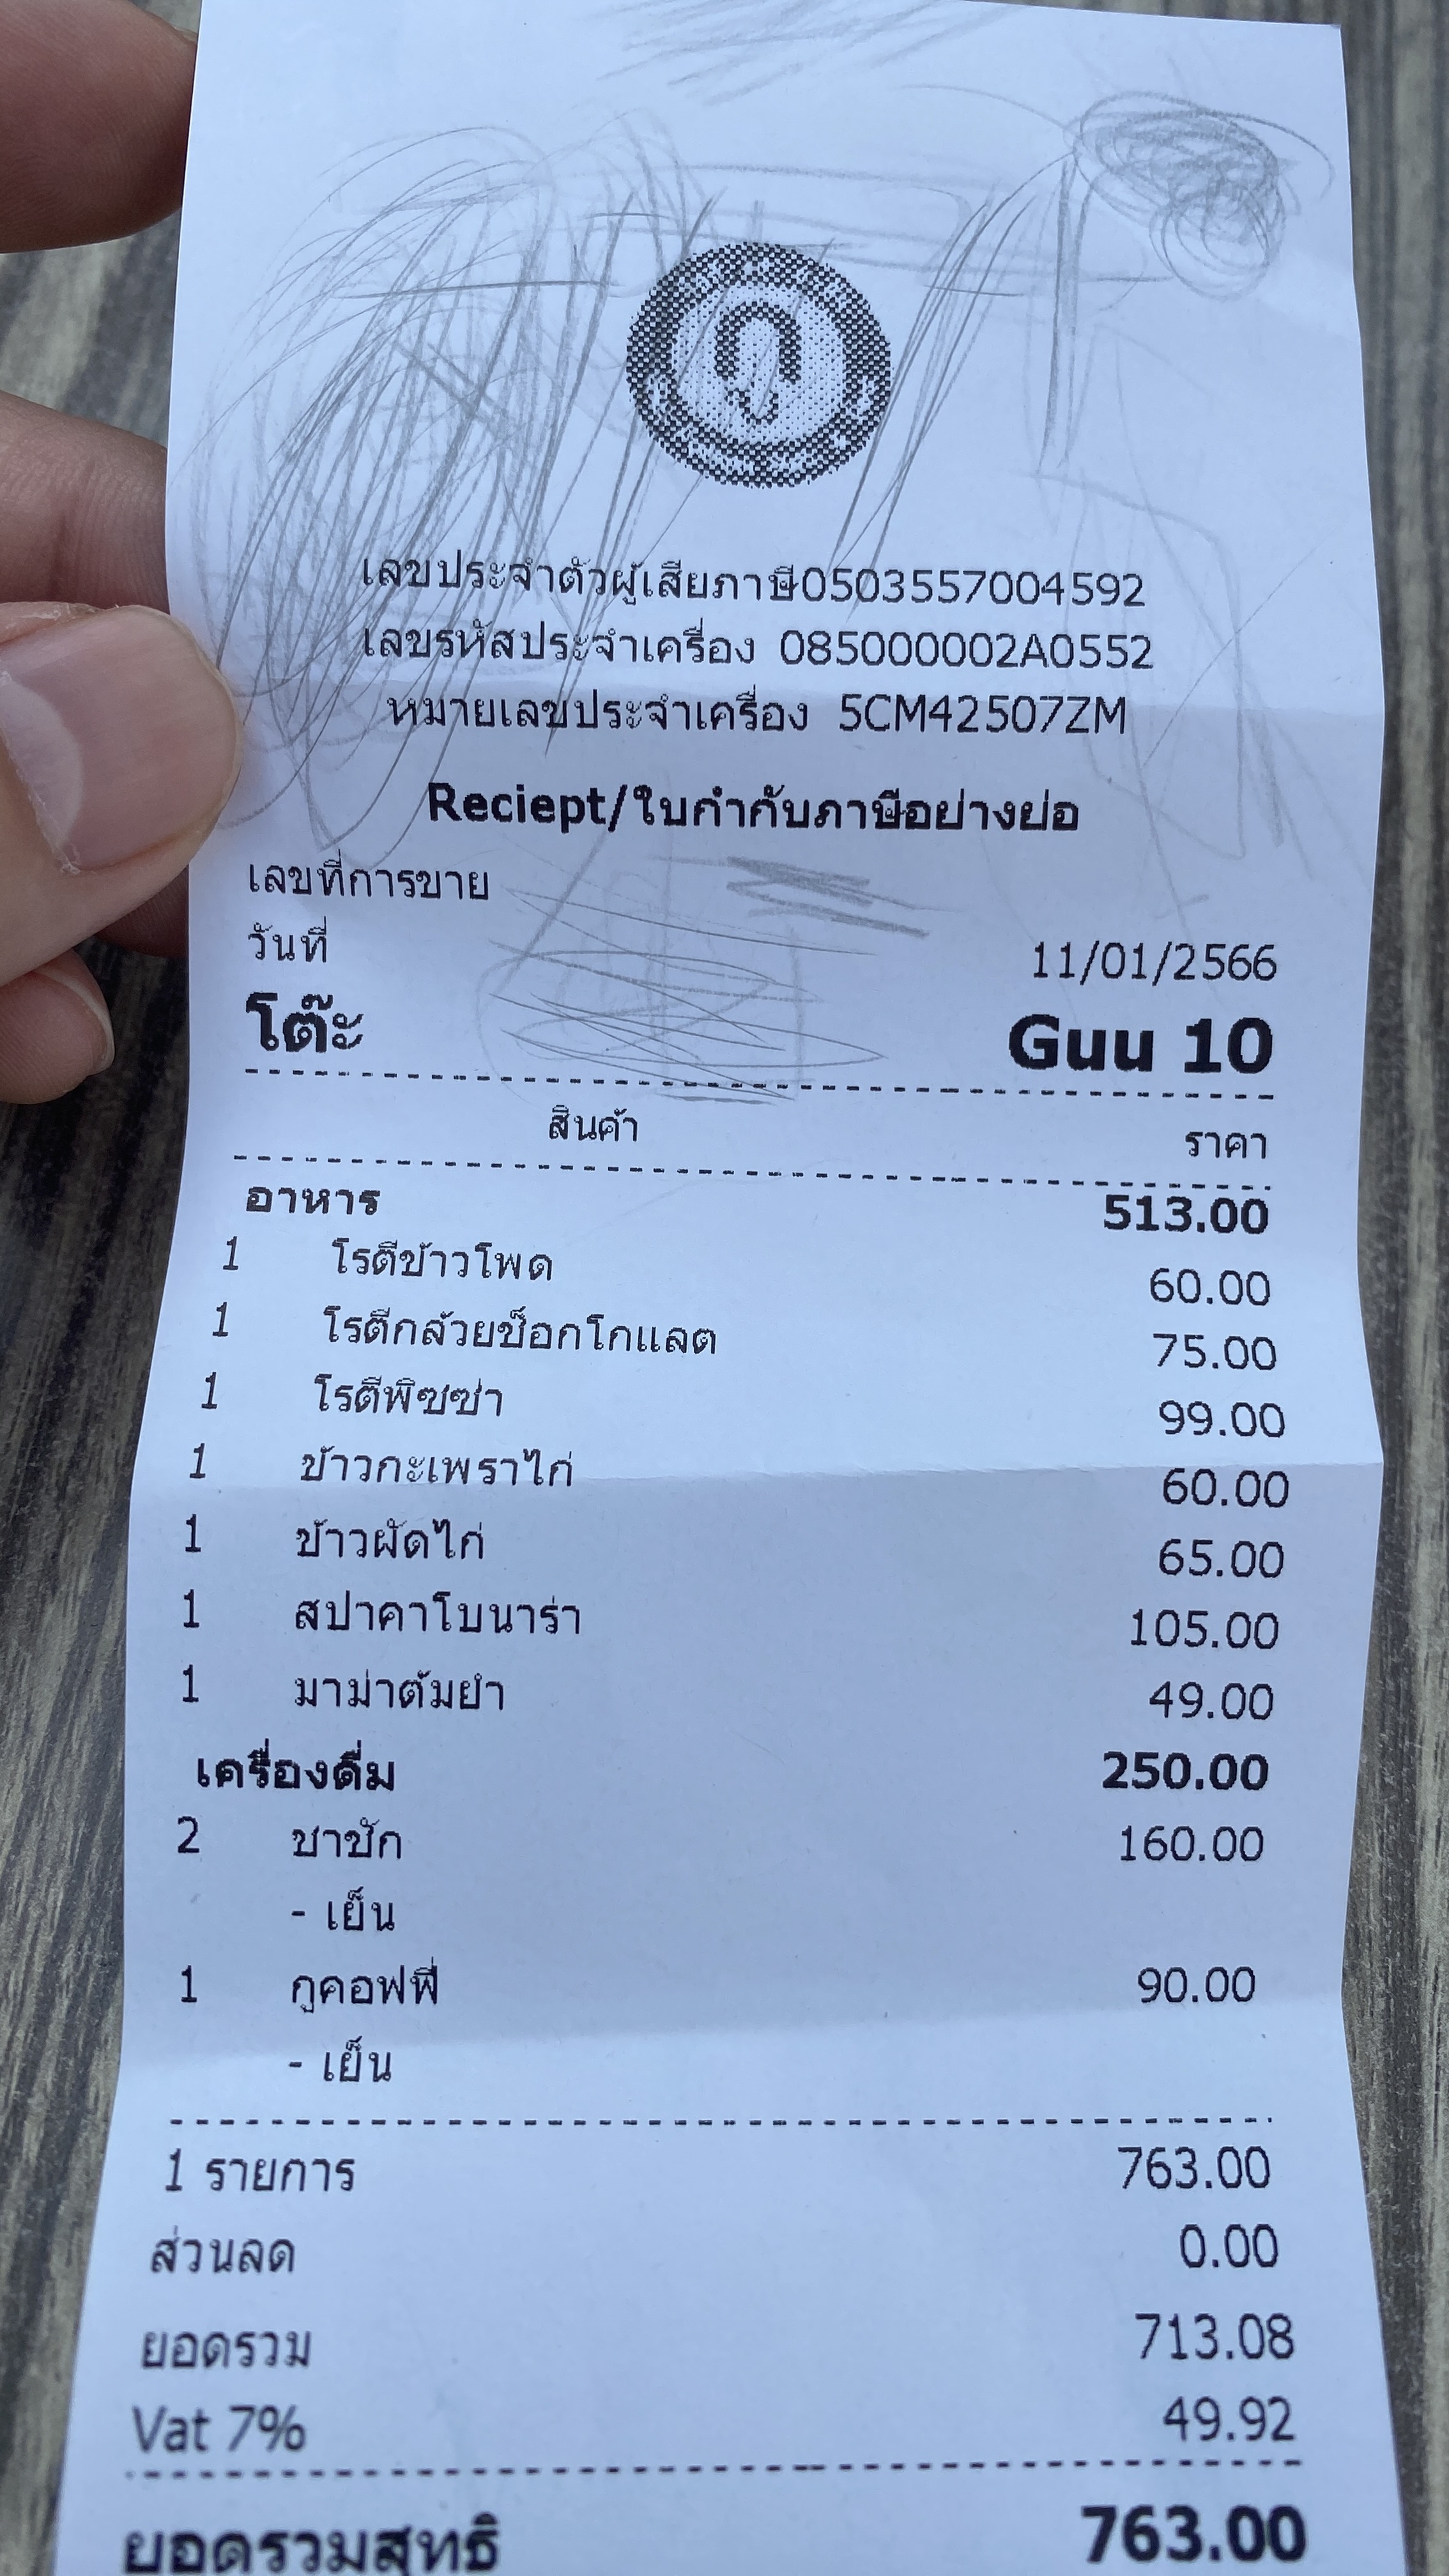 กู
เลขประจำตัวผู้เสียภาษี0503557004592
เลขรหัสประจำเครื่อง 085000002A0552
หมายเลขประจำเครื่อง 5CM42507ZM
Reciept/ใบกำกับภาษีอย่างย่อ
เลขที่การขาย
วันที่ 11/01/2566
โต๊ะ Guu 10
สินค้า ราคา
อาหาร 513.00
1 โรตีข้าวโพด 60.00
1 โรตีกล้วยช็อกโกแลต 75.00
1 โรตีพิซซ่า 99.00
1 ข้าวกะเพราไก่ 60.00
1 ข้าวผัดไก่ 65.00
1 สปาคาโบนาร่า 105.00
1 มาม่าต้มยำ 49.00
เครื่องดื่ม 250.00
2 ชาชัก 160.00
- เย็น
1 กูคอฟฟี่ 90.00
- เย็น
1 รายการ 763.00
ส่วนลด 0.00
ยอดรวม 713.08
Vat 7% 49.92
ยอดรวมสุทธิ 763.00